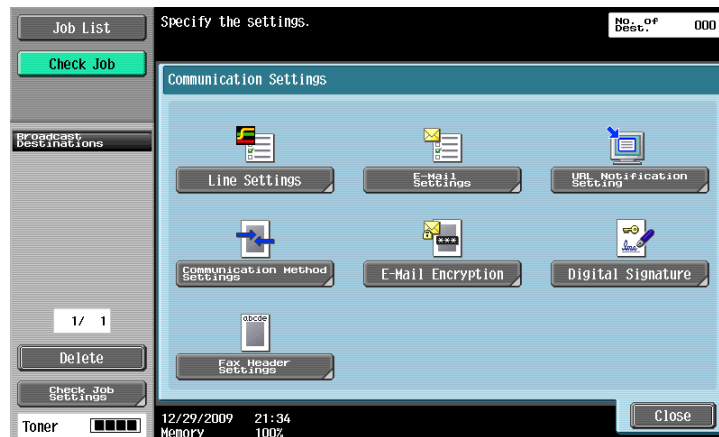 Job List
Check Job
Broadcast
Destinations
1/ 1
Delete
Check Job
Settings
Toner
Specify the settings.
No. of
Dest.
000
Communication Settings
Line Settings
E-Mail
Settings
URL Notification
Setting
Communication Method
Settings
E-Mail Encryption
Digital Signature
abcde
Fax Header
Settings
12/29/2009 21:34
Memory 100%
Close